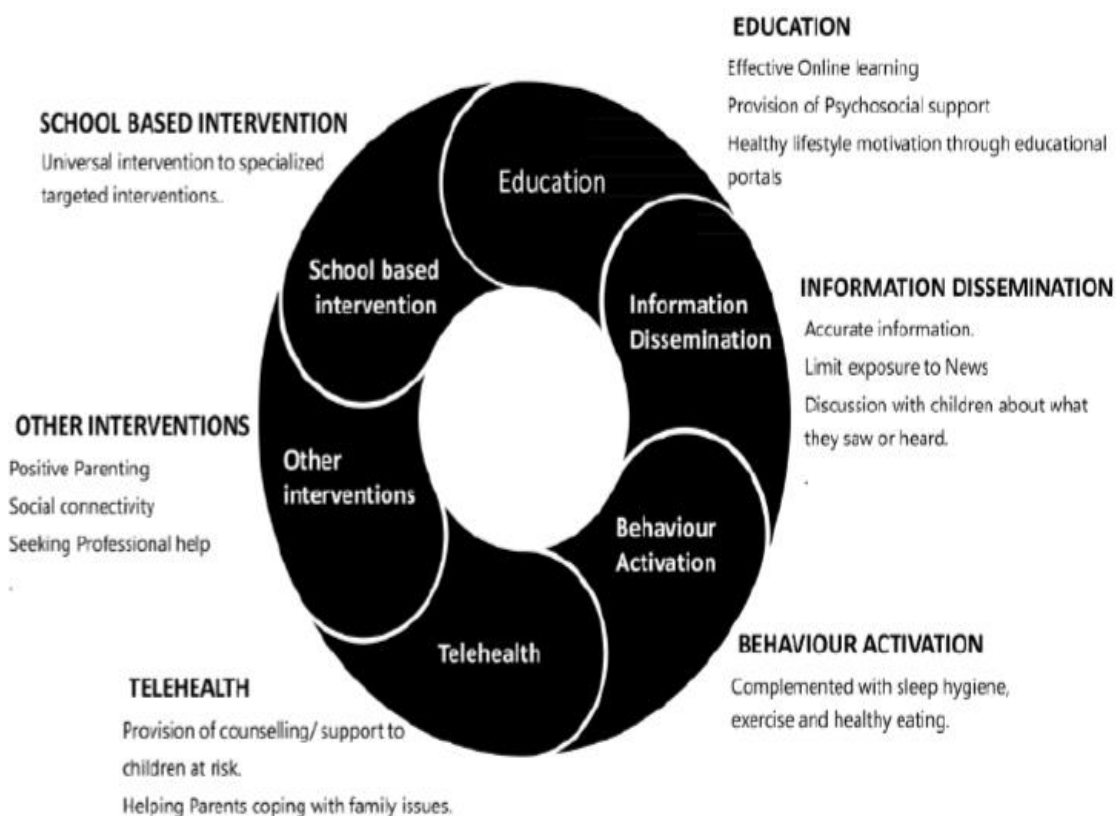 EDUCATION
Effective Online learning
Provision of Psychosocial support
Healthy lifestyle motivation through educational
portals
SCHOOL BASED INTERVENTION
Universal intervention to specialized
targeted interventions..
Education
School based
intervention
Information
Dissemination
INFORMATION DISSEMINATION
Accurate information.
Limit exposure to News
Discussion with children about what
they saw or heard.
.
OTHER INTERVENTIONS
Positive Parenting
Social connectivity
Seeking Professional help
.
Other
interventions
Behaviour
Activation
Telehealth
BEHAVIOUR ACTIVATION
Complemented with sleep hygiene,
exercise and healthy eating.
TELEHEALTH
Provision of counselling/ support to
children at risk.
Helping Parents coping with family issues.